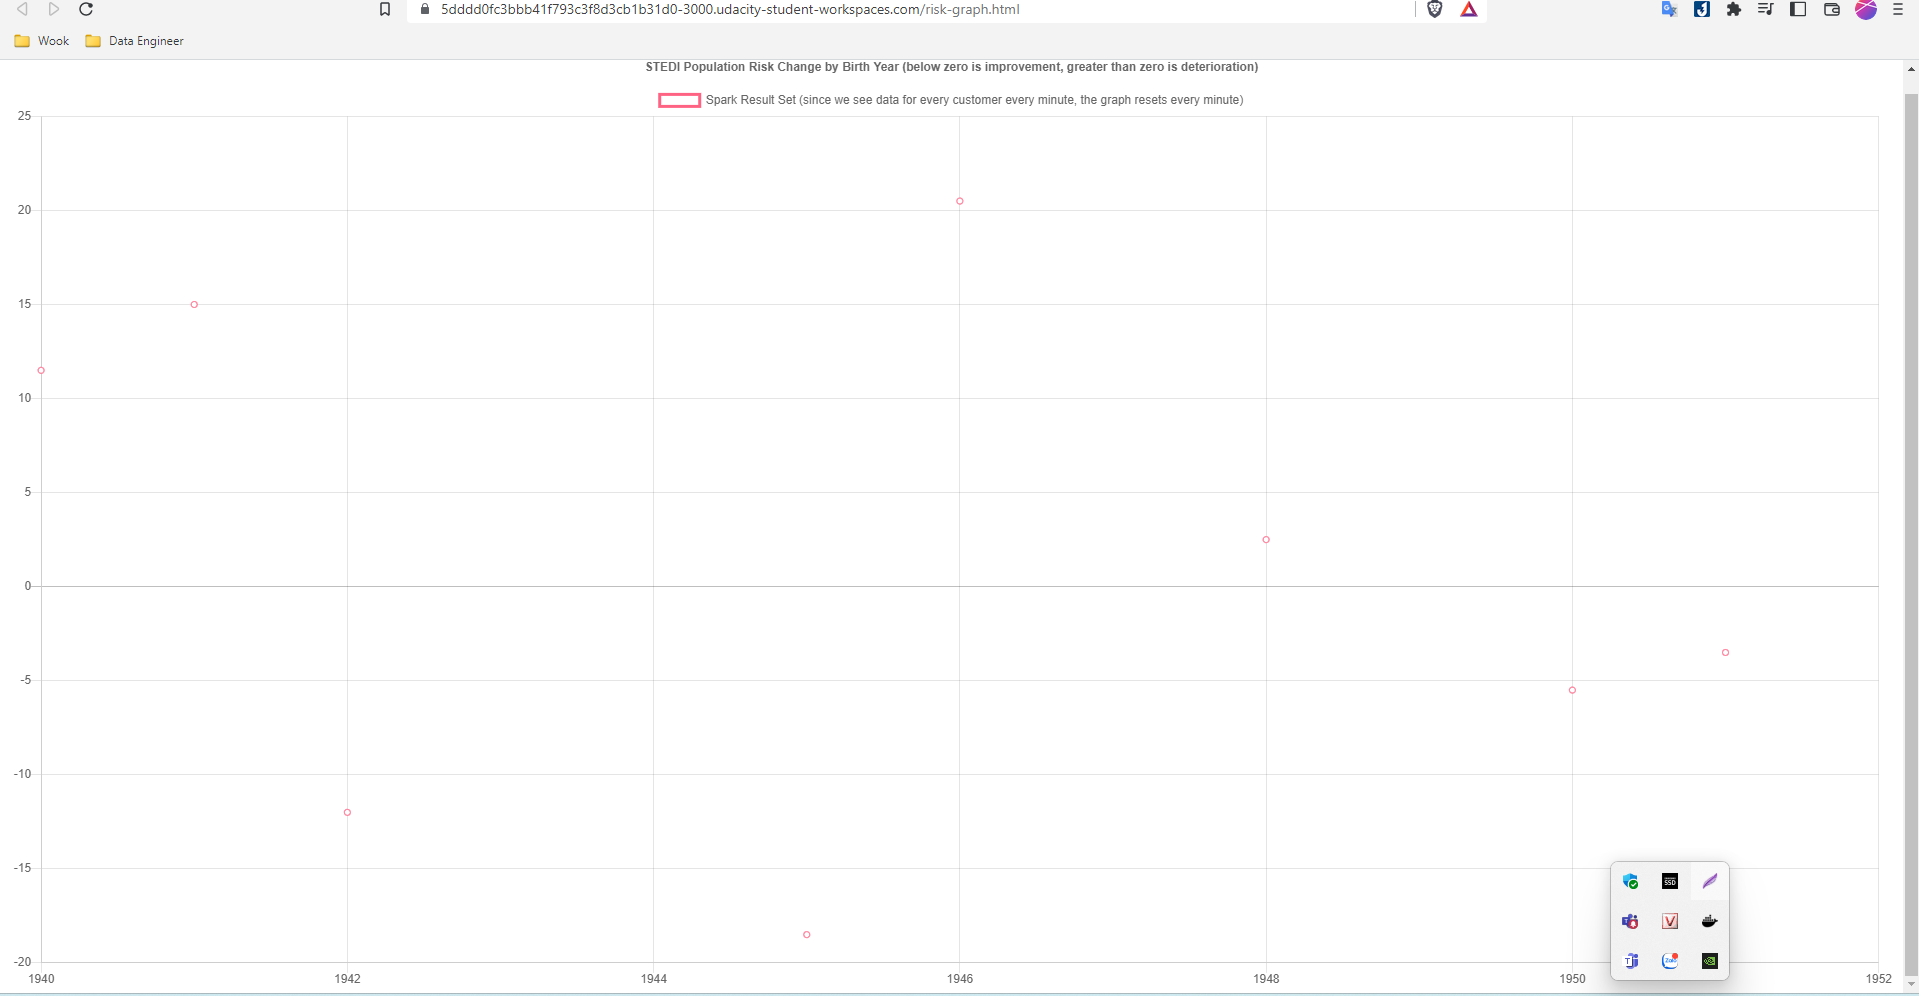 5dddd0fc3bbb41f793c3f8d3cb1b31d0-3000.udacity-student-workspaces.com/risk-graph.html
Wook Data Engineer
STEDI Population Risk Change by Birth Year (below zero is improvement, greater than zero is deterioration)
Spark Result Set (since we see data for every customer every minute, the graph resets every minute)
25
20
15
10
5
0
-5
-10
-15
-20
1940 1942 1944 1946 1948 1950 1952
SSD
V
T
Zalo